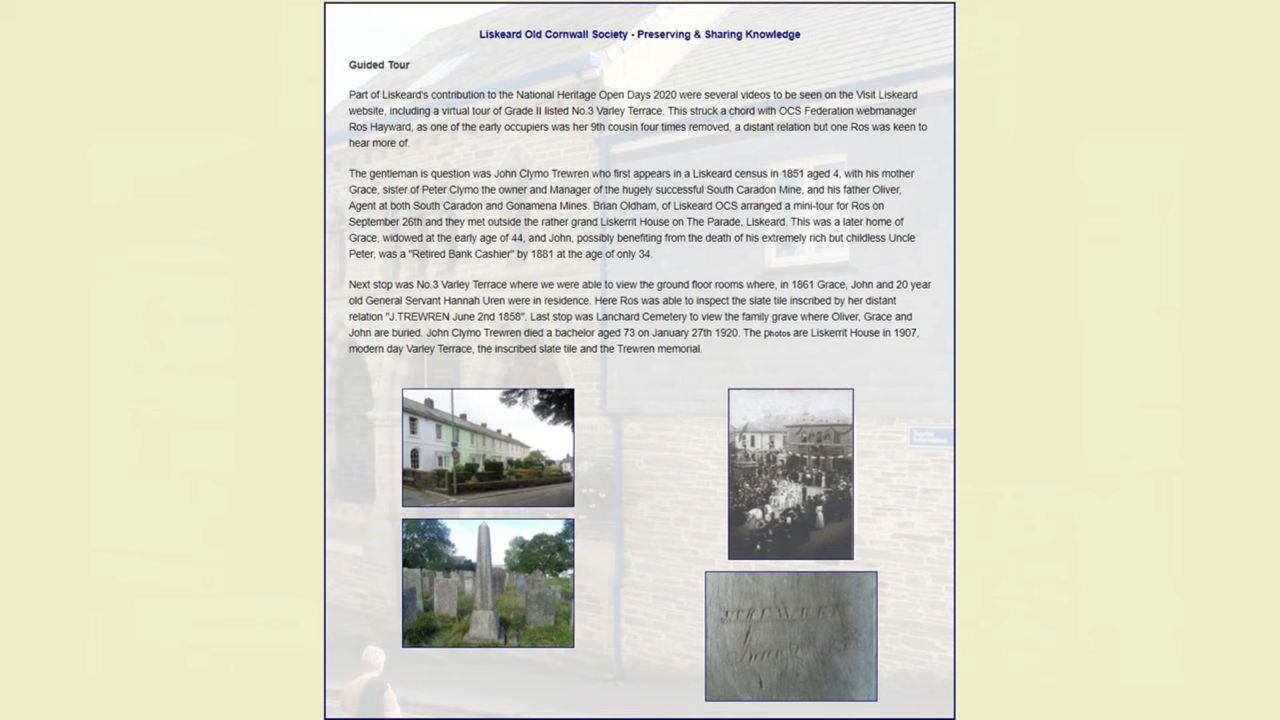 Liskeard Old Cornwall Society - Preserving & Sharing Knowledge
Guided Tour
Part of Liskeard's contribution to the National Heritage Open Days 2020 were several videos to be seen on the Visit Liskeard
website, including a virtual tour of Grade II listed No.3 Varley Terrace. This struck a chord with OCS Federation webmanager
Ros Hayward, as one of the early occupiers was her 9th cousin four times removed, a distant relation but one Ros was keen to
hear more of.
The gentleman is question was John Clymo Trewren who first appears in a Liskeard census in 1851 aged 4, with his mother
Grace, sister of Peter Clymo the owner and Manager of the hugely successful South Caradon Mine, and his father Oliver,
Agent at both South Caradon and Gonamena Mines. Brian Oldham, of Liskeard OCS arranged a mini-tour for Ros on
September 26th and they met outside the rather grand Liskerrit House on The Parade, Liskeard. This was a later home of
Grace, widowed at the early age of 44, and John, possibly benefiting from the death of his extremely rich but childless Uncle
Peter, was a "Retired Bank Cashier" by 1881 at the age of only 34.
Next stop was No.3 Varley Terrace where we were able to view the ground floor rooms where, in 1861 Grace, John and 20 year
old General Servant Hannah Uren were in residence. Here Ros was able to inspect the slate tile inscribed by her distant
relation "J.TREWREN June 2nd 1858". Last stop was Lanchard Cemetery to view the family grave where Oliver, Grace and
John are buried. John Clymo Trewren died a bachelor aged 73 on January 27th 1920. The photos are Liskerrit House in 1907,
modern day Varley Terrace, the inscribed slate tile and the Trewren memorial.